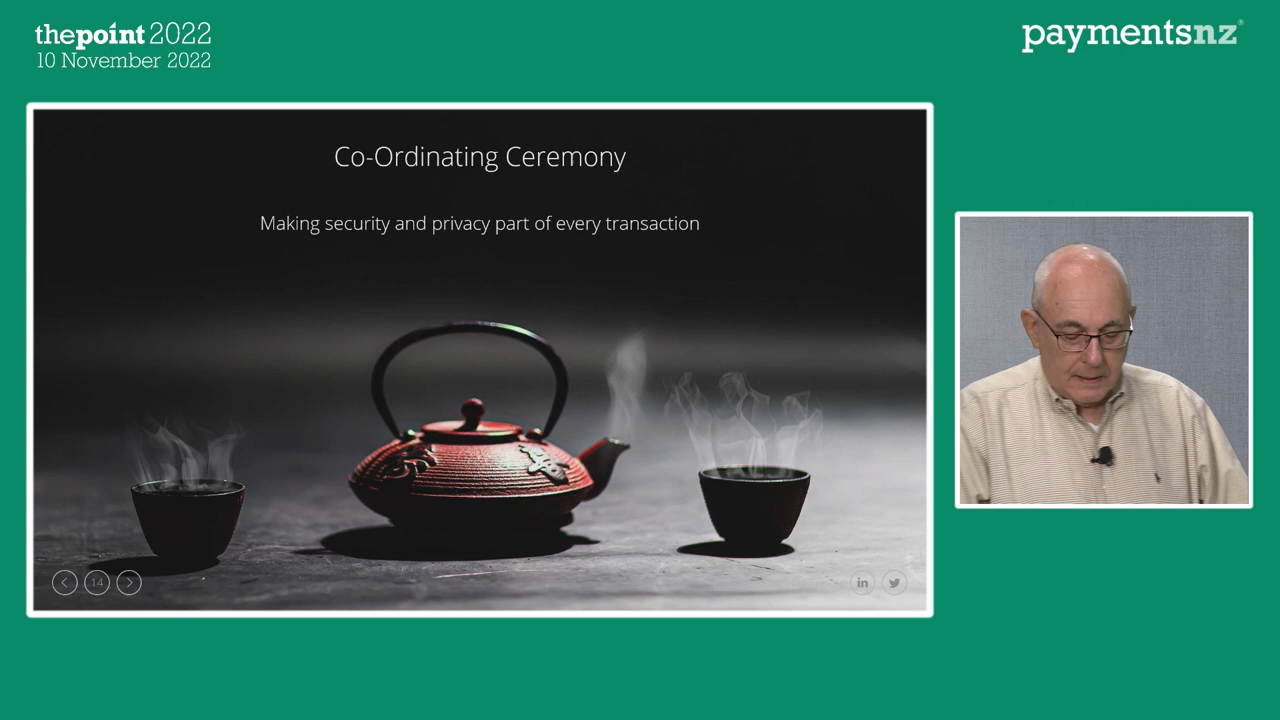 thepoint 2022
10 November 2022
paymentsnz
Co-Ordinating Ceremony
Making security and privacy part of every transaction
14
in